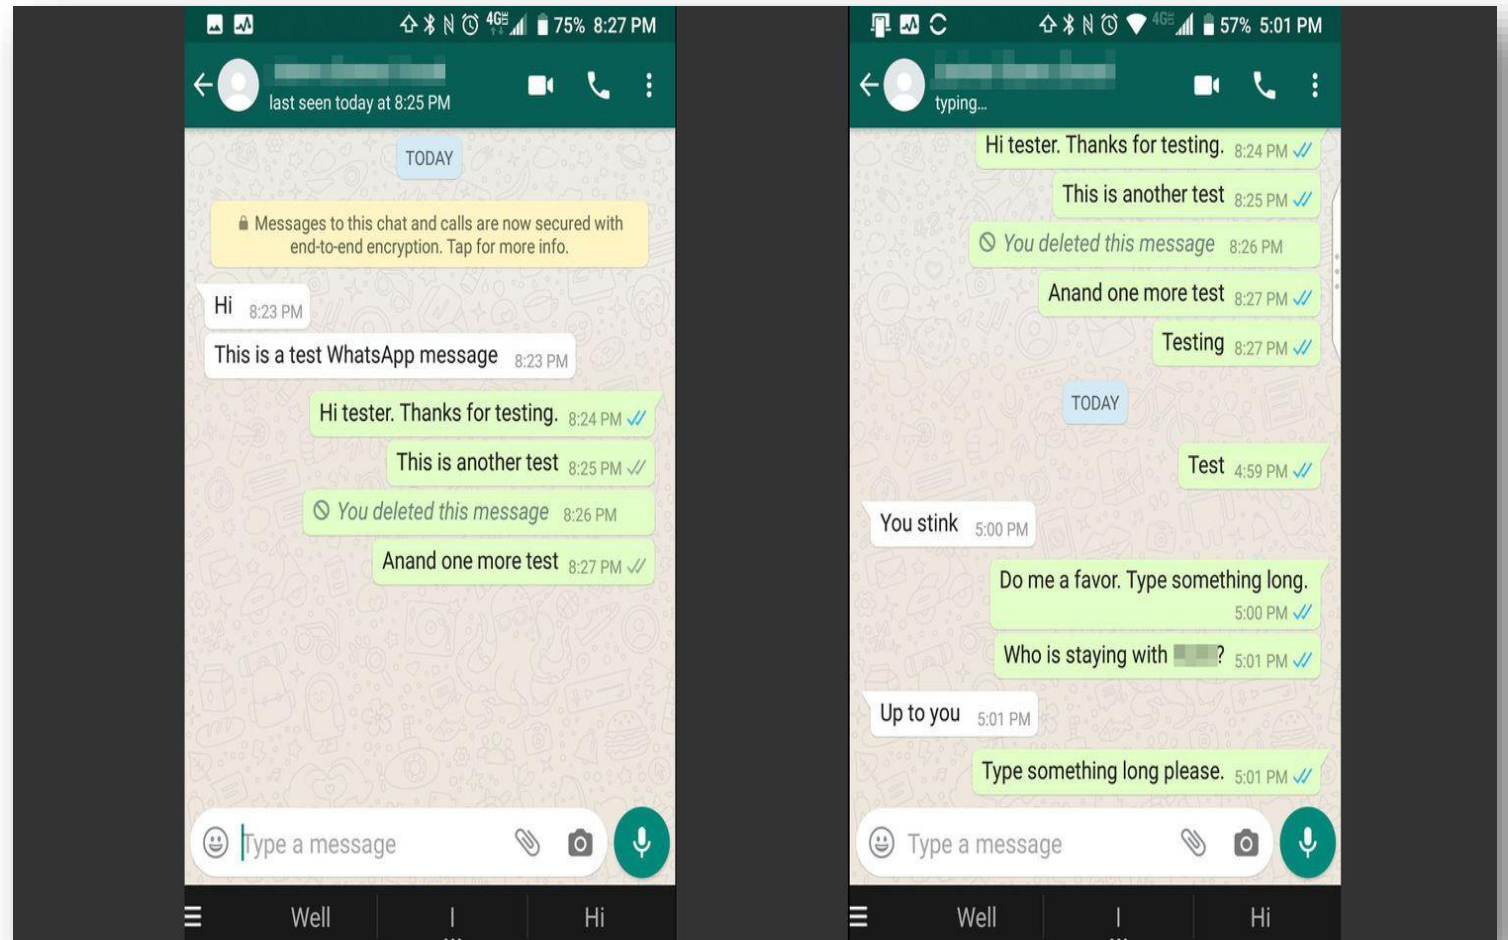 4GE 75% 8:27 PM
last seen today at 8:25 PM
TODAY
Messages to this chat and calls are now secured with
end-to-end encryption. Tap for more info.
Hi 8:23 PM
This is a test WhatsApp message 8:23 PM
Hi tester. Thanks for testing. 8:24 PM
This is another test 8:25 PM
You deleted this message 8:26 PM
Anand one more test 8:27 PM
Type a message
Well I Hi
4GE 57% 5:01 PM
typing...
Hi tester. Thanks for testing. 8:24 PM
This is another test 8:25 PM
You deleted this message 8:26 PM
Anand one more test 8:27 PM
Testing 8:27 PM
TODAY
Test 4:59 PM
You stink 5:00 PM
Do me a favor. Type something long.
5:00 PM
Who is staying with ? 5:01 PM
Up to you 5:01 PM
Type something long please. 5:01 PM
Type a message
Well I Hi